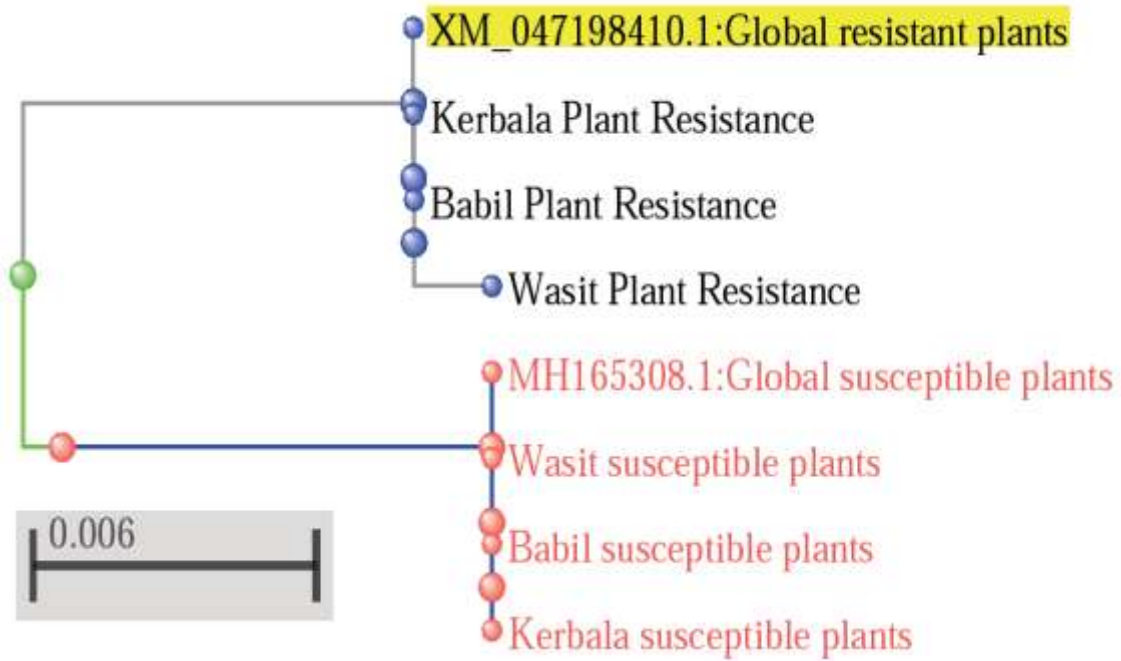 XM_047198410.1:Global resistant plants
Kerbala Plant Resistance
Babil Plant Resistance
Wasit Plant Resistance
MH165308.1:Global susceptible plants
Wasit susceptible plants
0.006
Babil susceptible plants
Kerbala susceptible plants